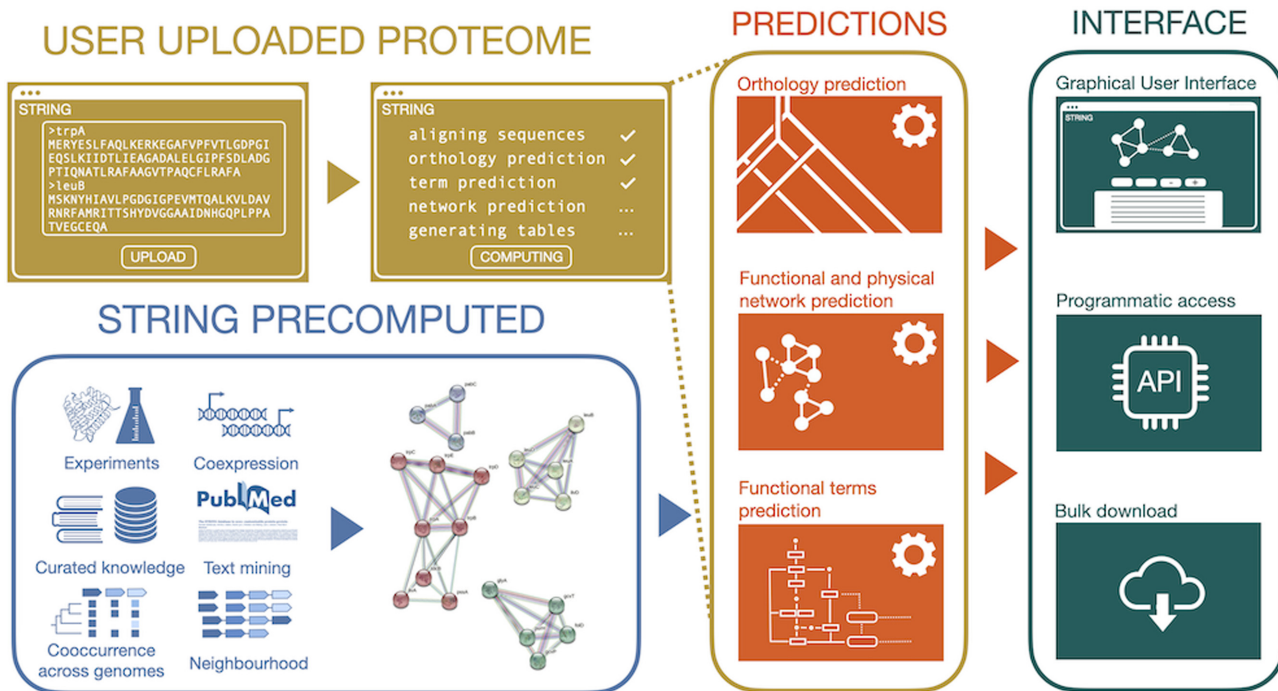 USER UPLOADED PROTEOME
STRING
>trpA
MERYESLFAQLKERKEGAFVPFVTLGDPGI
EQSLKIIDTLIEAGADALELGIPFSDLADG
PTIQNATLRAFAAGVTPAQCFLRAFA
>leuB
MSKNYHIAVLPGDGIGPEVMTQALKVLDAV
RNRFAMRITTSHYDVGGAAIDNHGQPLPPA
TVEGCEQA
UPLOAD
STRING
aligning sequences ✓
orthology prediction ✓
term prediction ✓
network prediction ...
generating tables ...
COMPUTING
STRING PRECOMPUTED
Experiments
Coexpression
Curated knowledge
PubMed
Text mining
Cooccurrence
across genomes
Neighbourhood
PREDICTIONS
Orthology prediction
Functional and physical
network prediction
Functional terms
prediction
INTERFACE
Graphical User Interface
STRING
Programmatic access
API
Bulk download